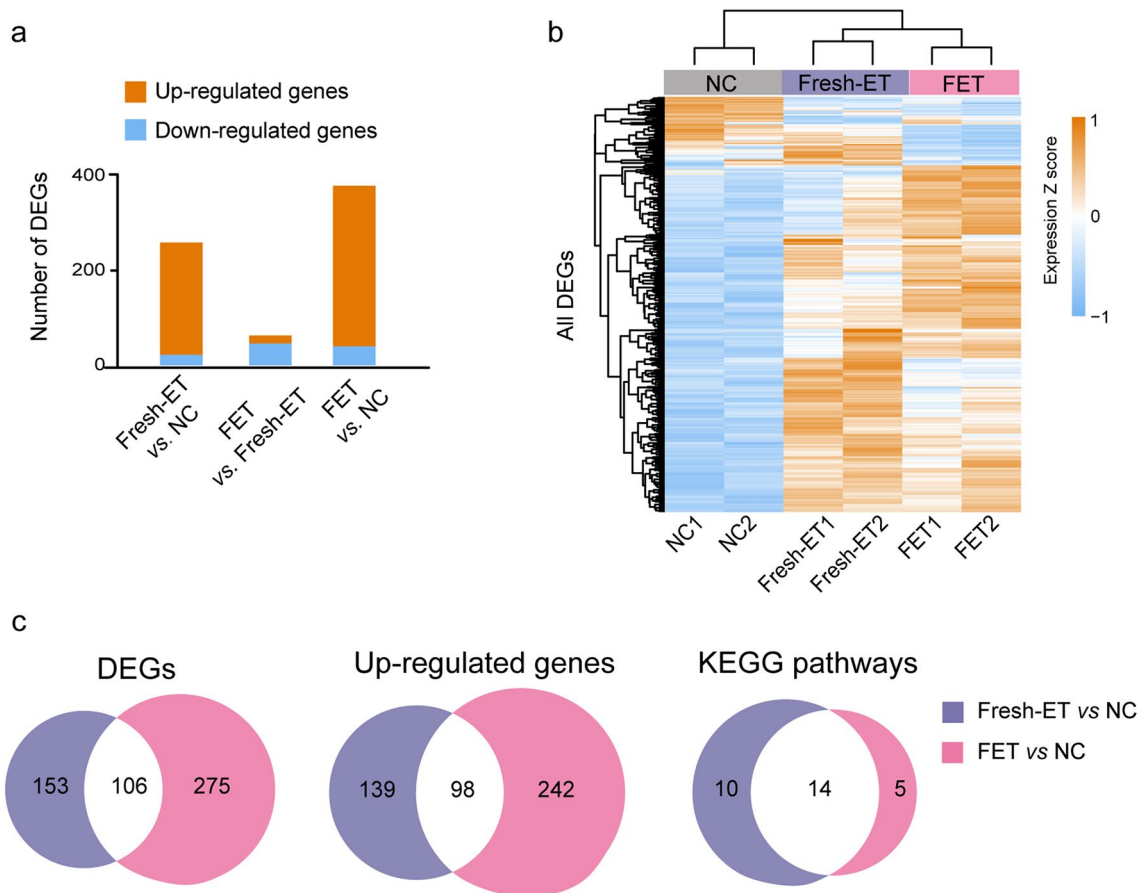 a
Up-regulated genes
Down-regulated genes
Number of DEGs
400
200
0
Fresh-ET
vs. NC
FET
vs. Fresh-ET
FET
vs. NC
b
NC
Fresh-ET
FET
All DEGs
NC1
NC2
Fresh-ET1
Fresh-ET2
FET1
FET2
Expression Z score
1
0
−1
c
DEGs
153
106
275
Up-regulated genes
139
98
242
KEGG pathways
10
14
5
Fresh-ET vs NC
FET vs NC